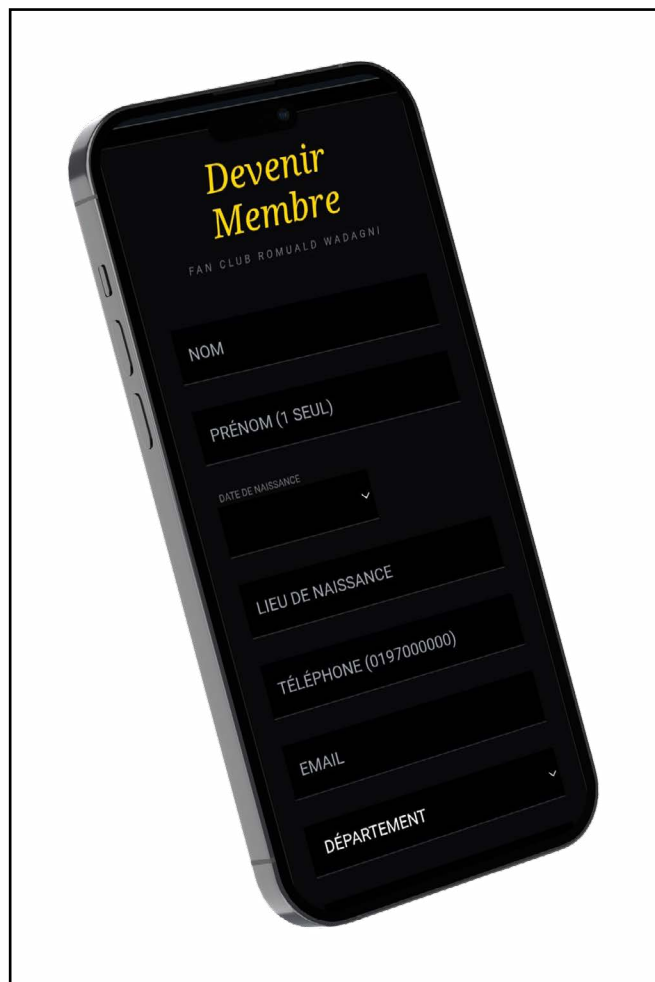 Devenir
Membre
FAN CLUB ROMUALD WADAGNI
NOM
PRÉNOM (1 SEUL)
DATE DE NAISSANCE
LIEU DE NAISSANCE
TÉLÉPHONE (0197000000)
EMAIL
DÉPARTEMENT